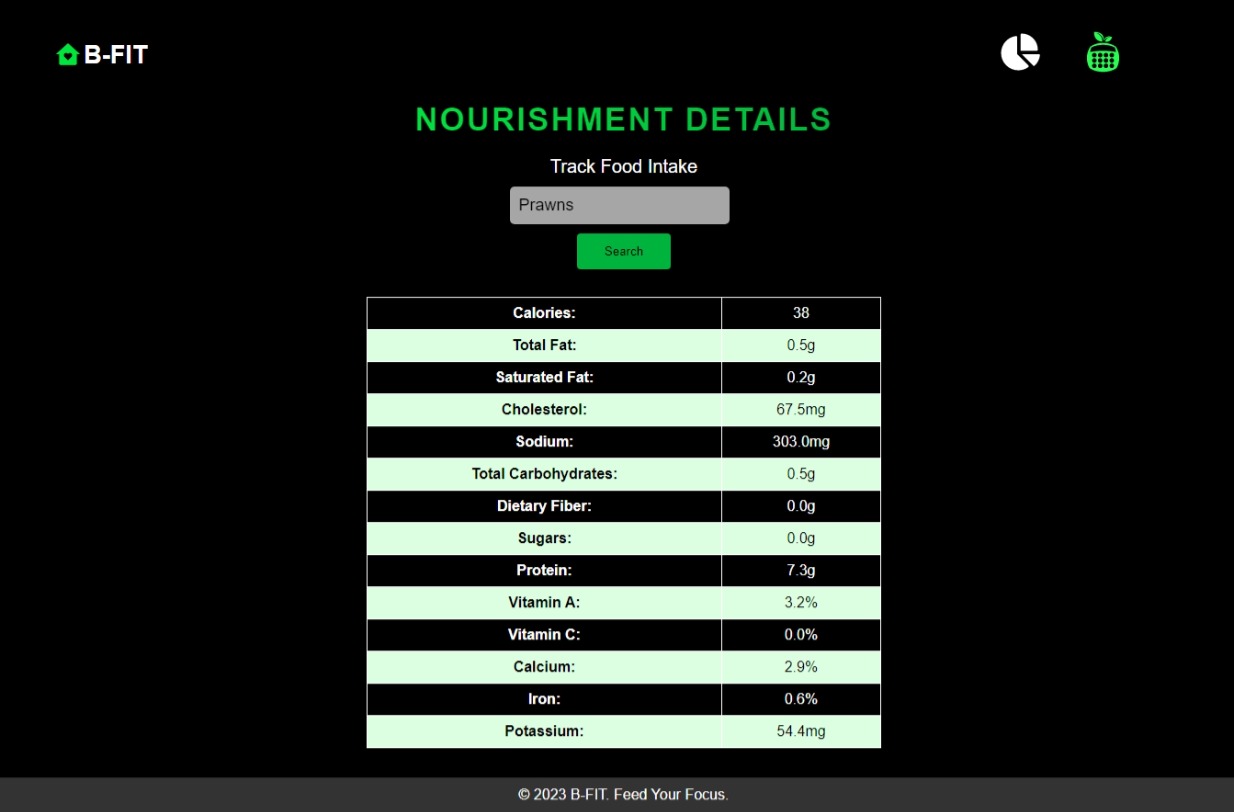 B-FIT
NOURISHMENT DETAILS
Track Food Intake
Prawns
Search
Calories: 38
Total Fat: 0.5g
Saturated Fat: 0.2g
Cholesterol: 67.5mg
Sodium: 303.0mg
Total Carbohydrates: 0.5g
Dietary Fiber: 0.0g
Sugars: 0.0g
Protein: 7.3g
Vitamin A: 3.2%
Vitamin C: 0.0%
Calcium: 2.9%
Iron: 0.6%
Potassium: 54.4mg
© 2023 B-FIT. Feed Your Focus.